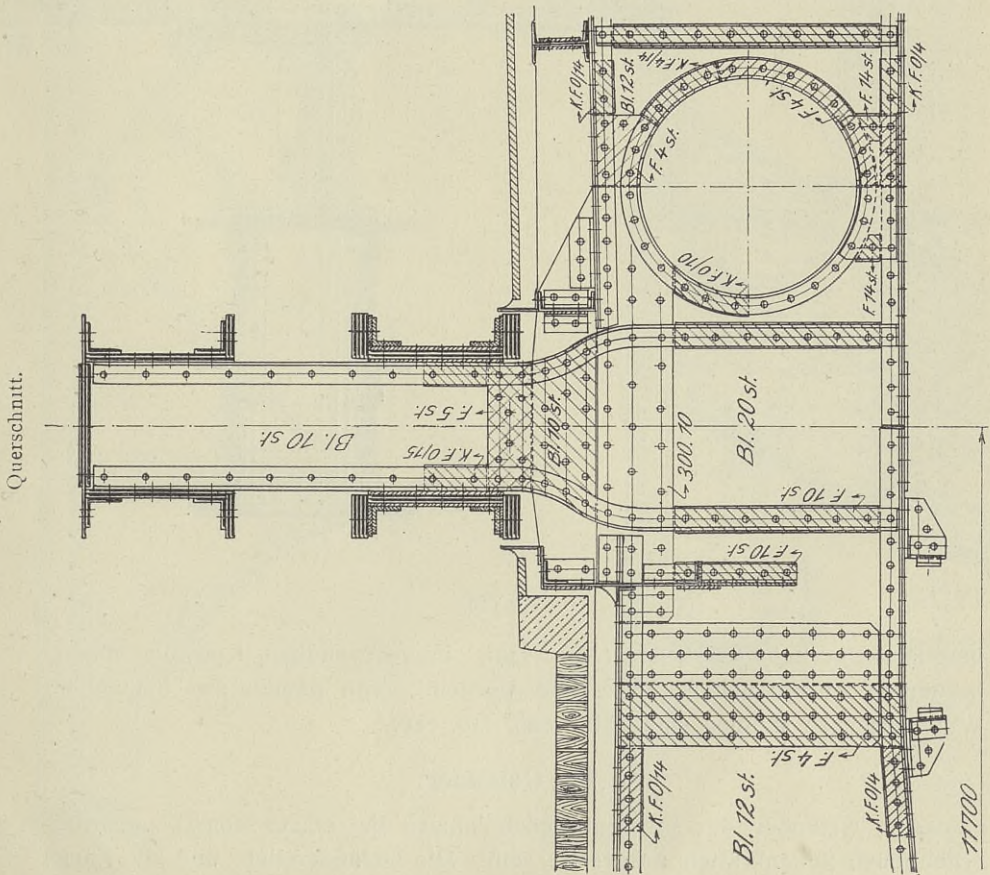 Querschnitt.
K.F.0/14
Bl. 12 st.
K.F.4/14
F. 4 st.
F. 4 st.
F. 14 st.
K.F.0/14
K.F.0/10
F. 14 st.
Bl. 10 st.
F. 5 st.
K.F.0/15
Bl. 10 st.
300.10
Bl. 20 st.
F. 10 st.
F. 10 st.
F. 4 st.
K.F.0/14
K.F.0/14
Bl. 12 st.
11700